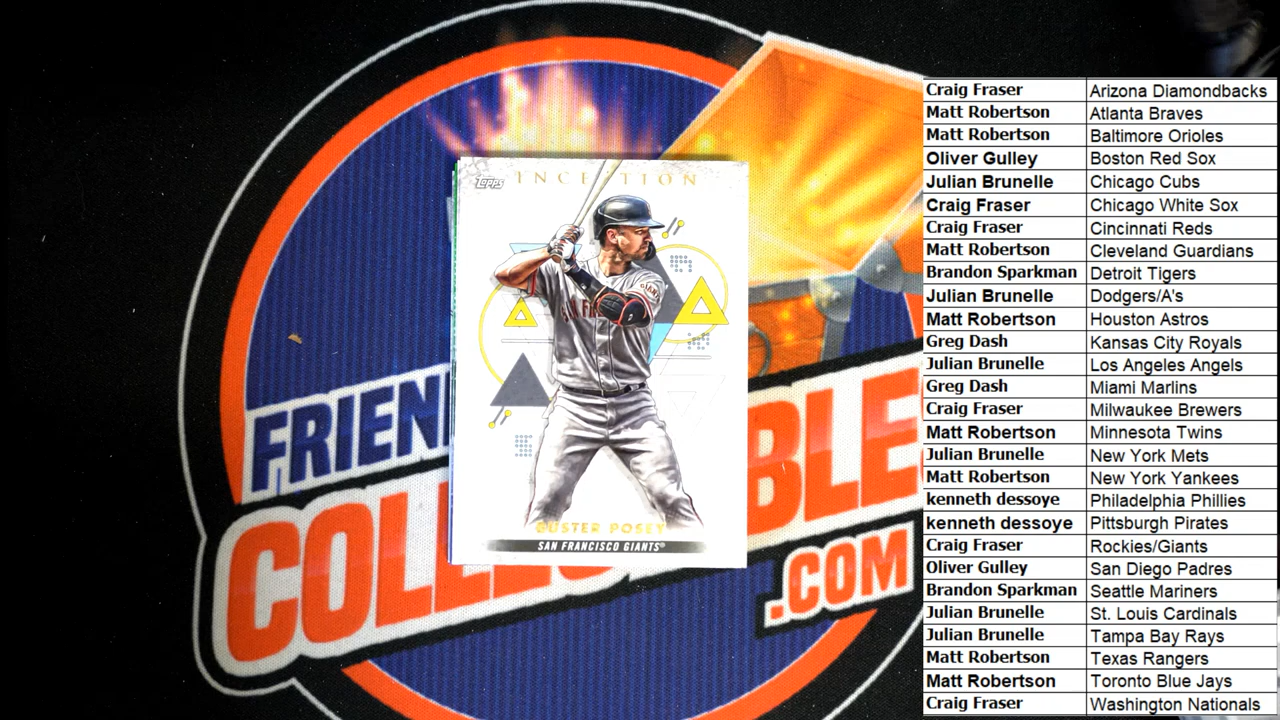 Topps INCEPTION
GIANTS
BUSTER POSEY
SAN FRANCISCO GIANTS®
FRIEN
COLLE BLE
.COM
Craig Fraser Arizona Diamondbacks
Matt Robertson Atlanta Braves
Matt Robertson Baltimore Orioles
Oliver Gulley Boston Red Sox
Julian Brunelle Chicago Cubs
Craig Fraser Chicago White Sox
Craig Fraser Cincinnati Reds
Matt Robertson Cleveland Guardians
Brandon Sparkman Detroit Tigers
Julian Brunelle Dodgers/A's
Matt Robertson Houston Astros
Greg Dash Kansas City Royals
Julian Brunelle Los Angeles Angels
Greg Dash Miami Marlins
Craig Fraser Milwaukee Brewers
Matt Robertson Minnesota Twins
Julian Brunelle New York Mets
Matt Robertson New York Yankees
kenneth dessoye Philadelphia Phillies
kenneth dessoye Pittsburgh Pirates
Craig Fraser Rockies/Giants
Oliver Gulley San Diego Padres
Brandon Sparkman Seattle Mariners
Julian Brunelle St. Louis Cardinals
Julian Brunelle Tampa Bay Rays
Matt Robertson Texas Rangers
Matt Robertson Toronto Blue Jays
Craig Fraser Washington Nationals